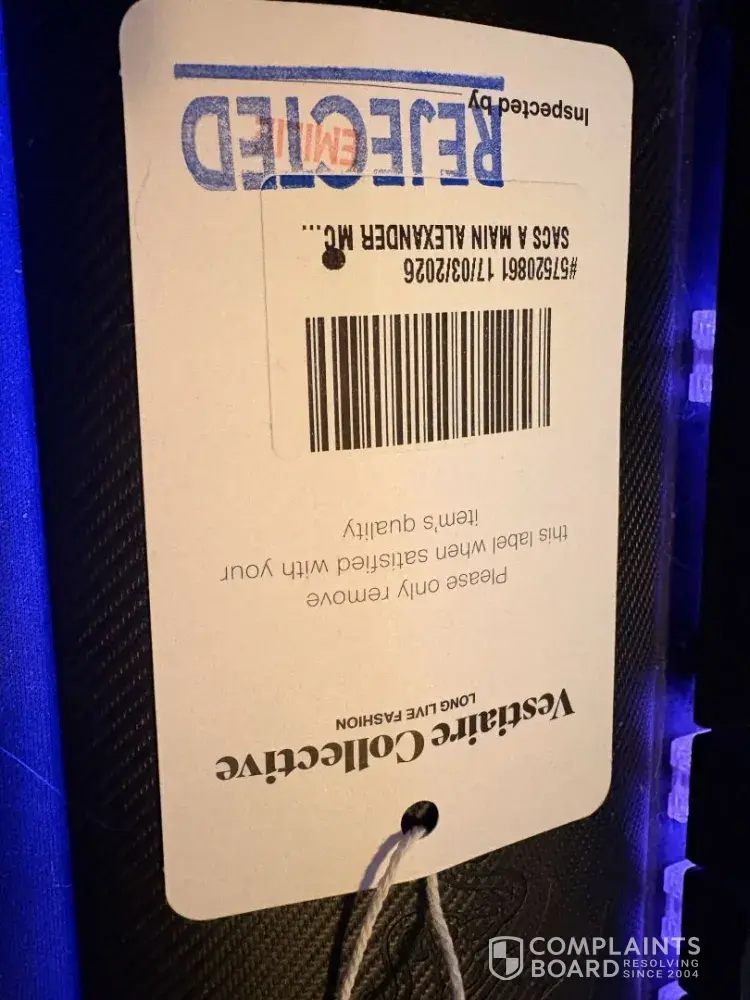 Vestiaire Collective
LONG LIVE FASHION
Please only remove
this label when satisfied with your
item's quality
#57520861 17/03/2026
SACS A MAIN ALEXANDER MC...
EMILIE
REJECTED
Inspected by
COMPLAINTS
BOARD RESOLVING
SINCE 2004